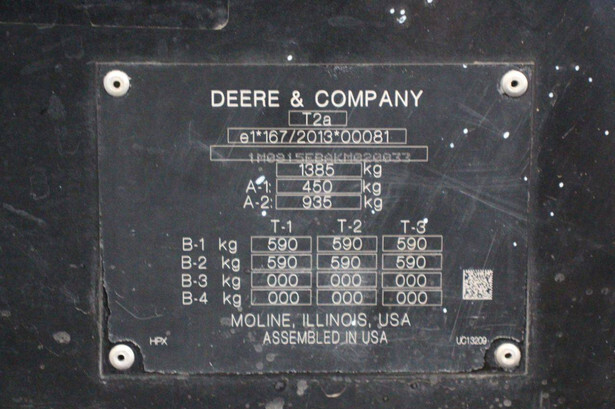 DEERE & COMPANY
T2a
e1*167/2013*00081
1385 kg
A-1: 450 kg
A-2: 935 kg
T-1 T-2 T-3
B-1 kg 590 590 590
B-2 kg 590 590 590
B-3 kg 000 000 000
B-4 kg 000 000 000
MOLINE, ILLINOIS, USA
HPX ASSEMBLED IN USA UC13209